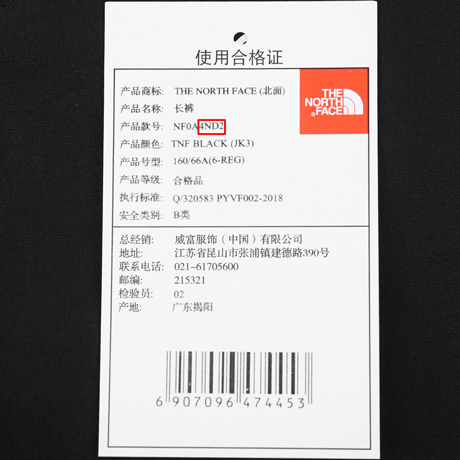 使用合格证
THE
NORTH
FACE
产品商标: THE NORTH FACE (北面)
产品名称: 长裤
产品款号: NF0A4ND2
产品颜色: TNF BLACK (JK3)
产品号型: 160/66A(6-REG)
产品等级: 合格品
执行标准: Q/320583 PYVF002-2018
安全类别: B类
总经销: 威富服饰（中国）有限公司
地址: 江苏省昆山市张浦镇建德路390号
联系电话: 021-61705600
邮编: 215321
检验员: 02
产地: 广东揭阳
6 907096 474453